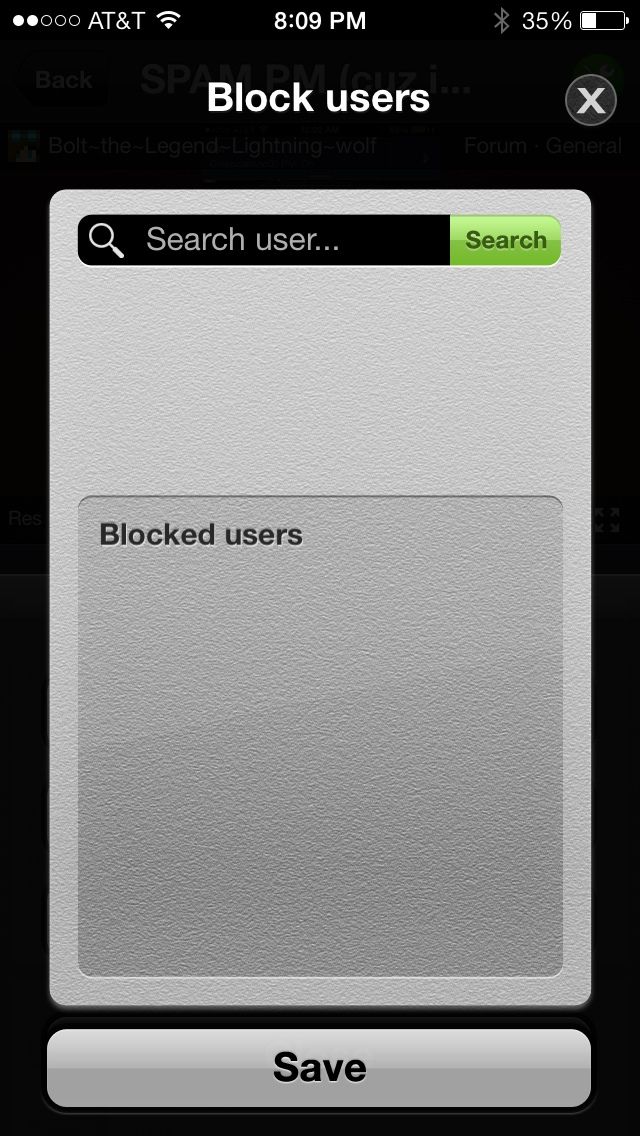 AT&T 8:09 PM 35%
Back SPAM PM (cuz i...
Block users X
Bolt~the~Legend~Lightning~wolf Forum · General
Search user... Search
Res
Blocked users
Save